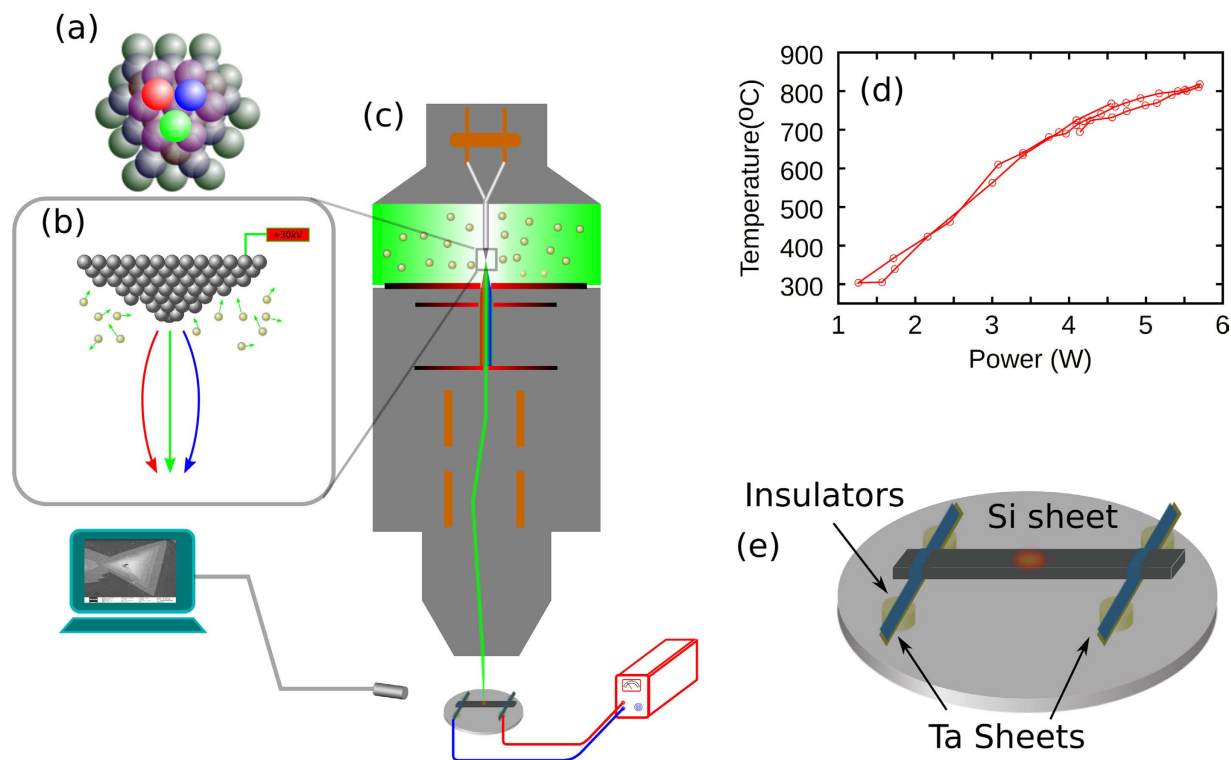 (a)
(b)
+30kV
(c)
(d)
900
800
700
600
500
400
300
Temperature(ºC)
1 2 3 4 5 6
Power (W)
(e)
Insulators
Si sheet
Ta Sheets